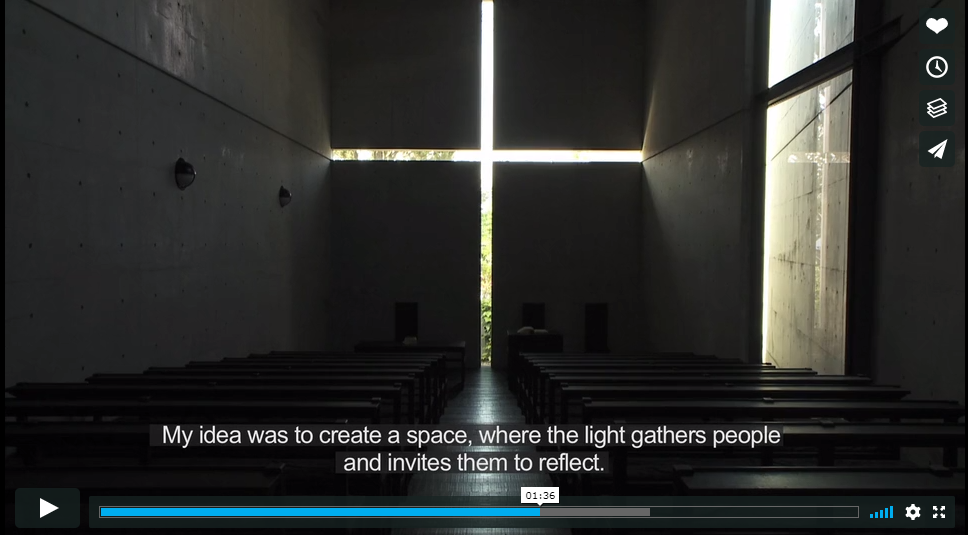 My idea was to create a space, where the light gathers people
and invites them to reflect.
01:36